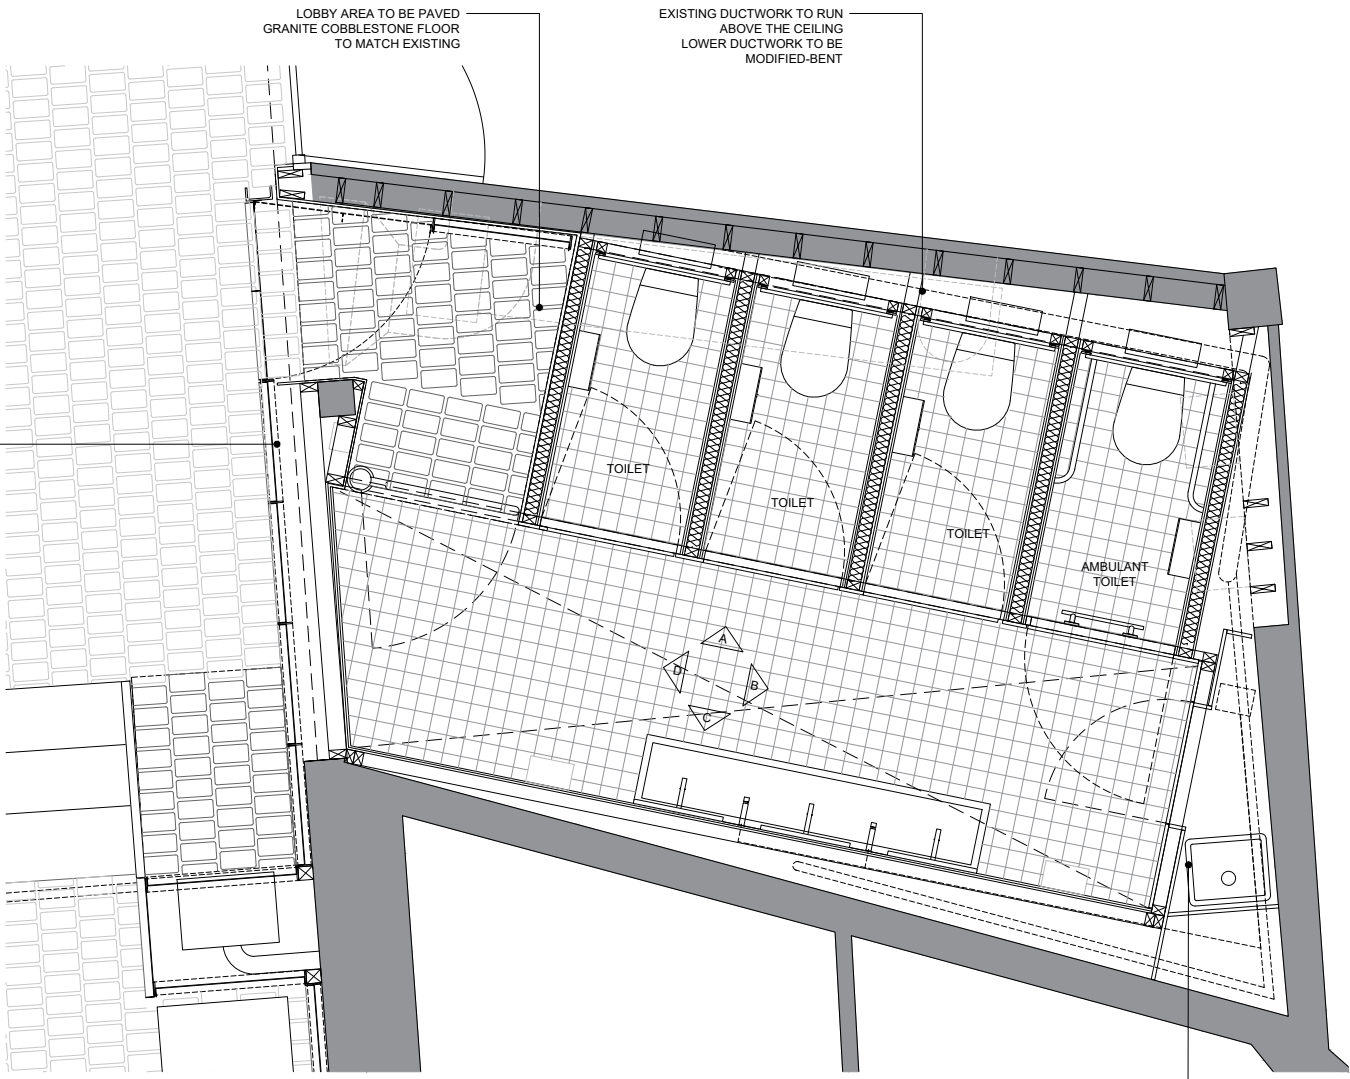 LOBBY AREA TO BE PAVED
GRANITE COBBLESTONE FLOOR
TO MATCH EXISTING
EXISTING DUCTWORK TO RUN
ABOVE THE CEILING
LOWER DUCTWORK TO BE
MODIFIED-BENT
TOILET
TOILET
TOILET
AMBULANT
TOILET
A
D
B
C